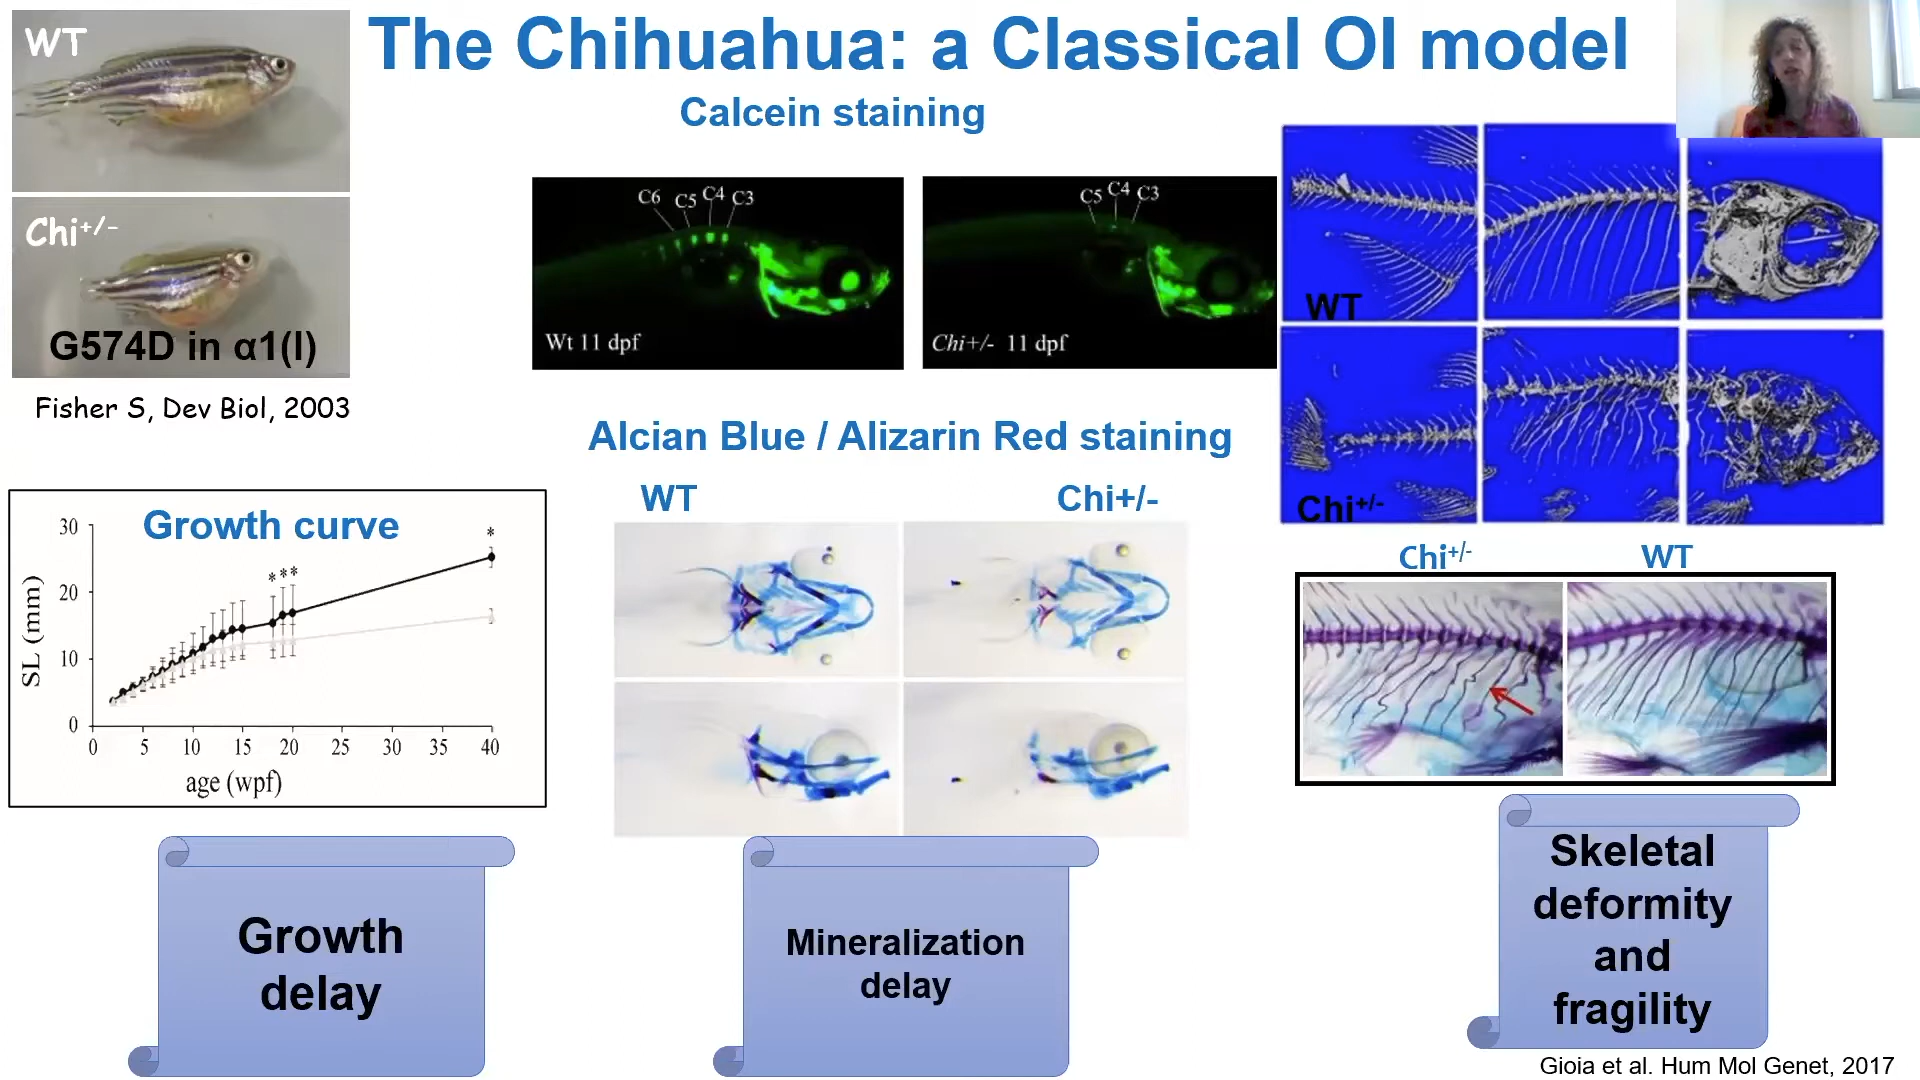 The Chihuahua: a Classical OI model
WT
Chi+/-
G574D in α1(I)
Fisher S, Dev Biol, 2003
Calcein staining
C6 C5 C4 C3
Wt 11 dpf
C5 C4 C3
Chi+/- 11 dpf
WT
Chi+/-
Alcian Blue / Alizarin Red staining
WT
Chi+/-
Growth curve
SL (mm)
30
20
10
0
* * *
*
0 5 10 15 20 25 30 35 40
age (wpf)
Chi+/-
WT
Growth
delay
Mineralization
delay
Skeletal
deformity
and
fragility
Gioia et al. Hum Mol Genet, 2017